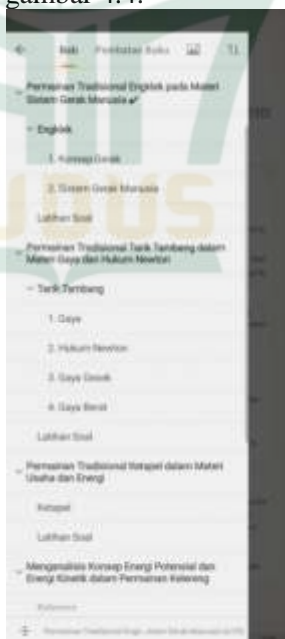 gambar 4.4.
Bab Pembatas Buku
Permainan Tradisional Engklek pada Materi
Sistem Gerak Manusia
Engklek
1. Konsep Gerak
2. Sistem Gerak Manusia
Latihan Soal
Permainan Tradisional Tarik Tambang dalam
Materi Gaya dan Hukum Newton
Tarik Tambang
1. Gaya
2. Hukum Newton
3. Gaya Gesek
4. Gaya Berat
Latihan Soal
Permainan Tradisional Ketapel dalam Materi
Usaha dan Energi
Ketapel
Latihan Soal
Menganalisis Konsep Energi Potensial dan
Energi Kinetik dalam Permainan Kelereng
Kelereng